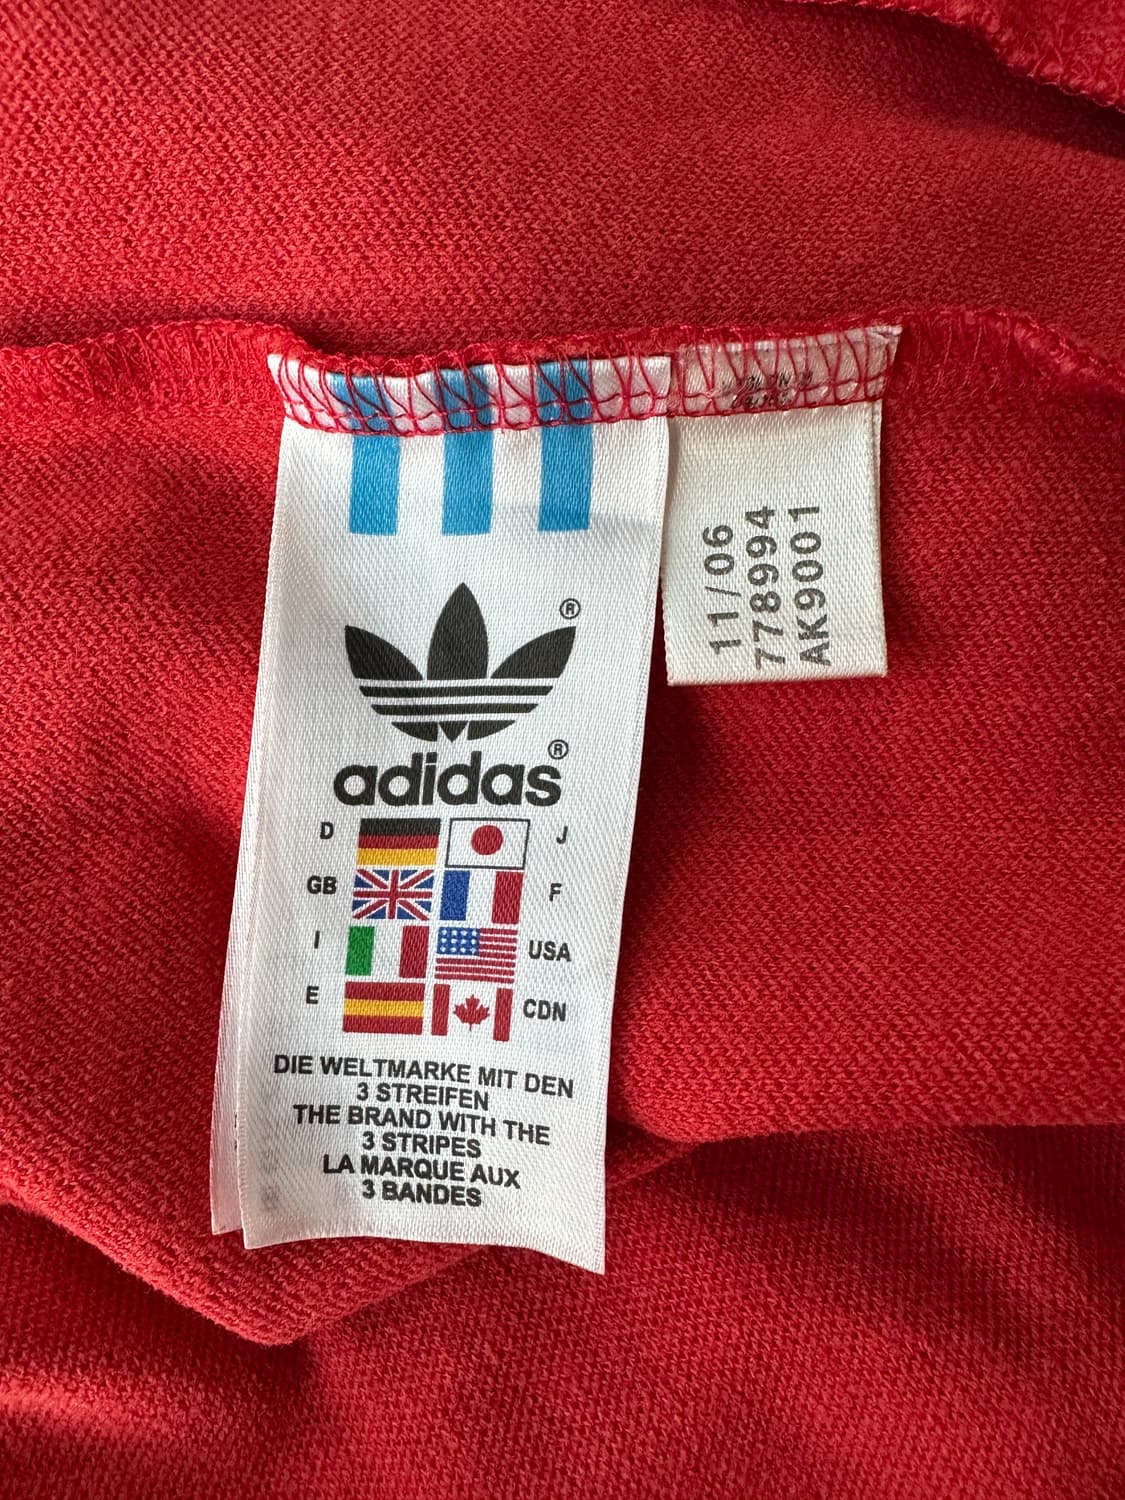 ®
adidas®
D J
GB F
I USA
E CDN
DIE WELTMARKE MIT DEN
3 STREIFEN
THE BRAND WITH THE
3 STRIPES
LA MARQUE AUX
3 BANDES
11/06
778994
AK9001